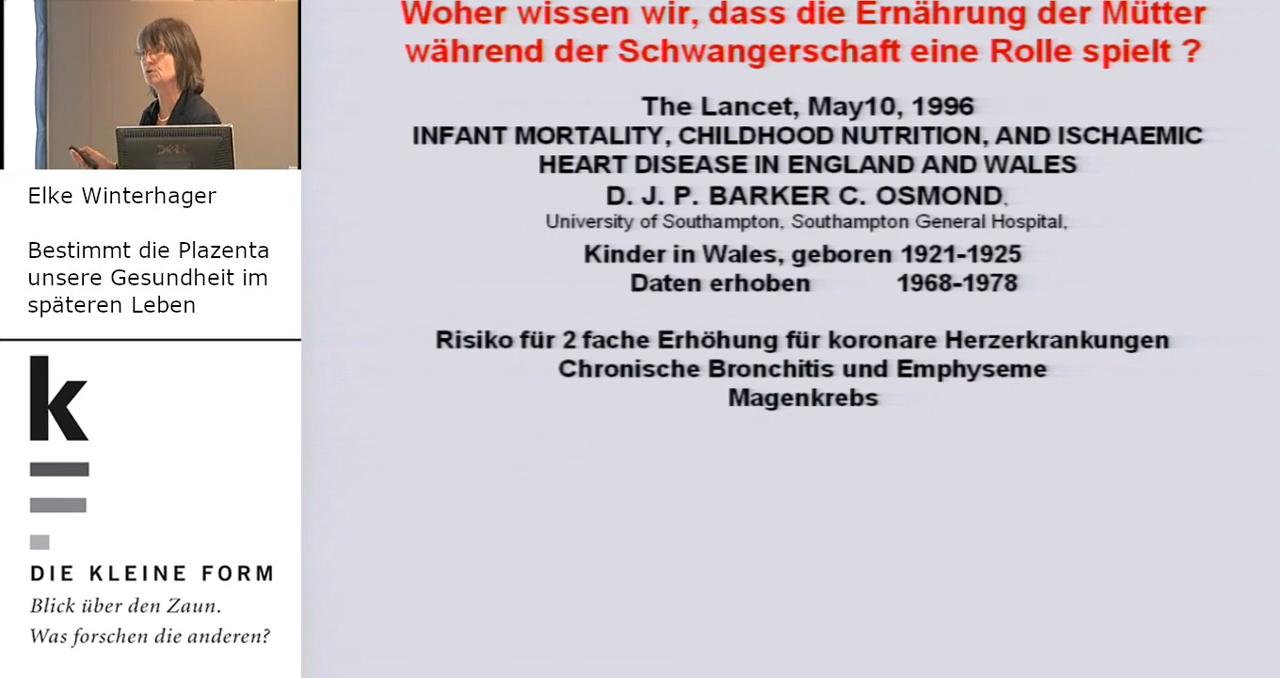 Woher wissen wir, dass die Ernährung der Mütter
während der Schwangerschaft eine Rolle spielt ?
The Lancet, May10, 1996
INFANT MORTALITY, CHILDHOOD NUTRITION, AND ISCHAEMIC
HEART DISEASE IN ENGLAND AND WALES
D. J. P. BARKER C. OSMOND,
University of Southampton, Southampton General Hospital,
Kinder in Wales, geboren 1921-1925
Daten erhoben 1968-1978
Risiko für 2 fache Erhöhung für koronare Herzerkrankungen
Chronische Bronchitis und Emphyseme
Magenkrebs
DELL
Elke Winterhager
Bestimmt die Plazenta
unsere Gesundheit im
späteren Leben
k
DIE KLEINE FORM
Blick über den Zaun.
Was forschen die anderen?